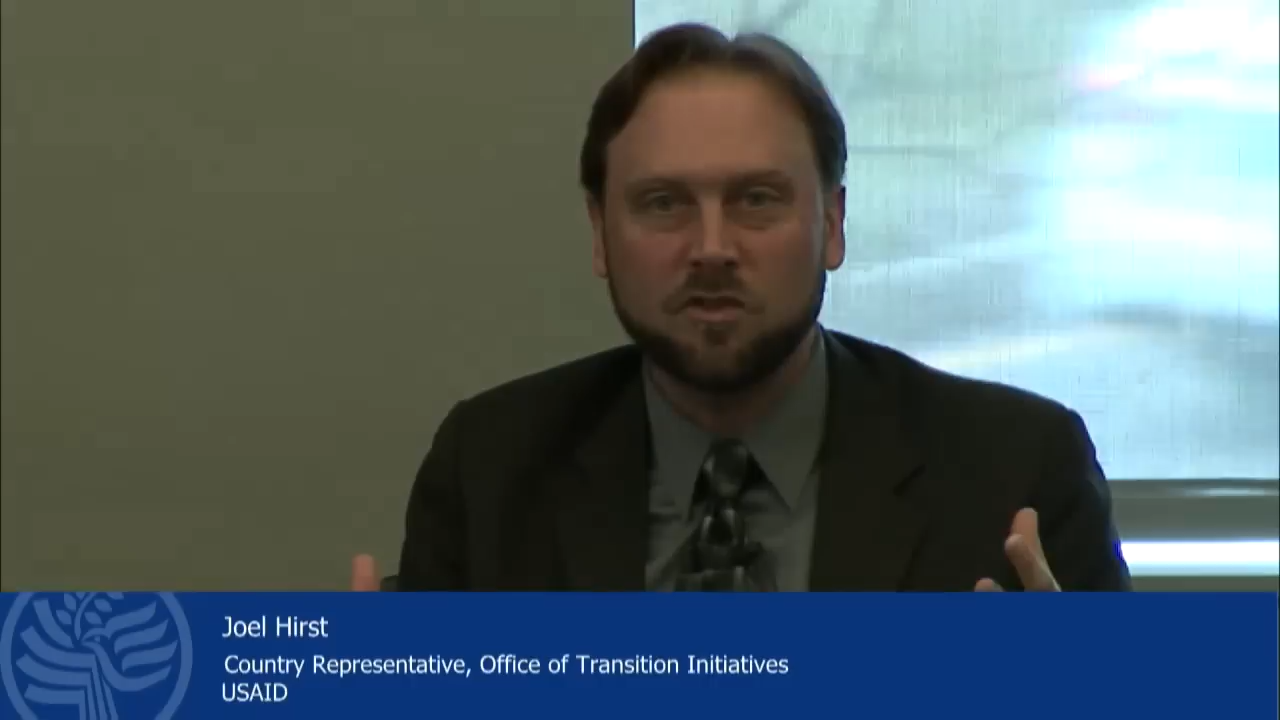 Joel Hirst
Country Representative, Office of Transition Initiatives
USAID